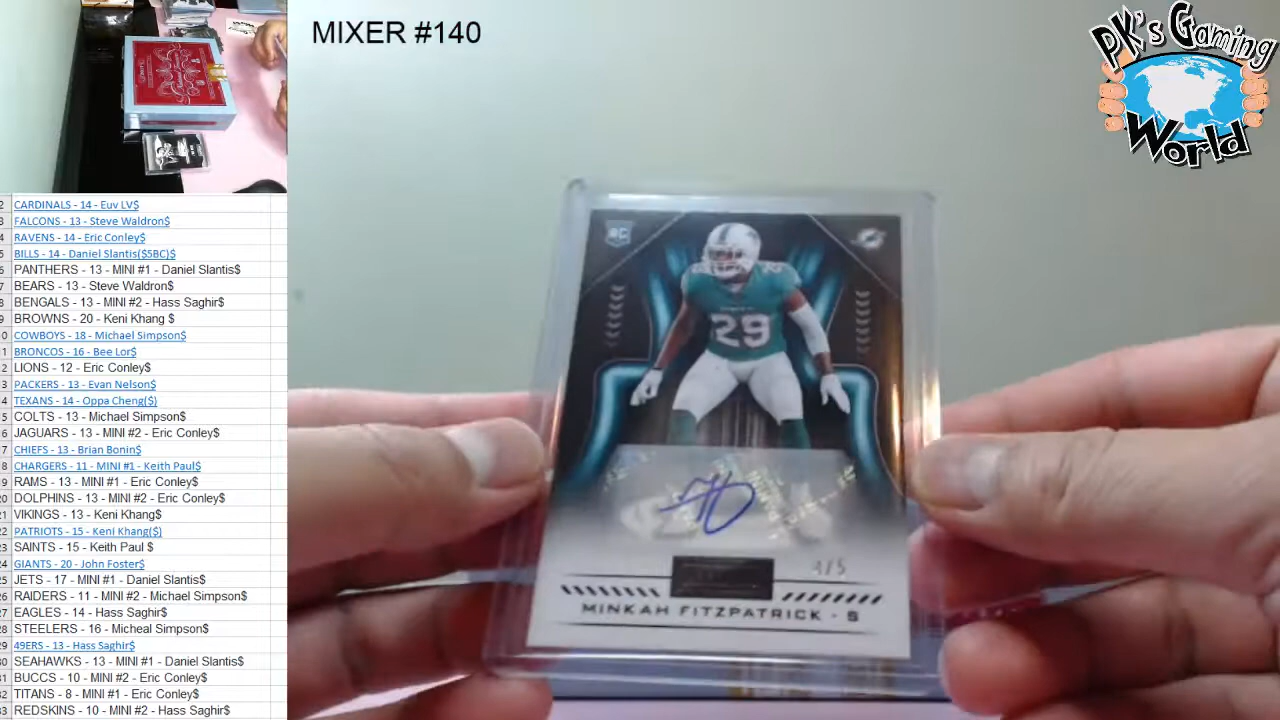 MIXER #140
PK's Gaming
World
CARDINALS - 14 - Euv LV$
FALCONS - 13 - Steve Waldron$
RAVENS - 14 - Eric Conley$
BILLS - 14 - Daniel Slantis($5BC)$
PANTHERS - 13 - MINI #1 - Daniel Slantis$
BEARS - 13 - Steve Waldron$
BENGALS - 13 - MINI #2 - Hass Saghir$
BROWNS - 20 - Keni Khang $
COWBOYS - 18 - Michael Simpson$
BRONCOS - 16 - Bee Lor$
LIONS - 12 - Eric Conley$
PACKERS - 13 - Evan Nelson$
TEXANS - 14 - Oppa Cheng($)
COLTS - 13 - Michael Simpson$
JAGUARS - 13 - MINI #2 - Eric Conley$
CHIEFS - 13 - Brian Bonin$
CHARGERS - 11 - MINI #1 - Keith Paul$
RAMS - 13 - MINI #1 - Eric Conley$
DOLPHINS - 13 - MINI #2 - Eric Conley$
VIKINGS - 13 - Keni Khang$
PATRIOTS - 15 - Keni Khang($)
SAINTS - 15 - Keith Paul $
GIANTS - 20 - John Foster$
JETS - 17 - MINI #1 - Daniel Slantis$
RAIDERS - 11 - MINI #2 - Michael Simpson$
EAGLES - 14 - Hass Saghir$
STEELERS - 16 - Micheal Simpson$
49ERS - 13 - Hass Saghir$
SEAHAWKS - 13 - MINI #1 - Daniel Slantis$
BUCCS - 10 - MINI #2 - Eric Conley$
TITANS - 8 - MINI #1 - Eric Conley$
REDSKINS - 10 - MINI #2 - Hass Saghir$
RC
29
MINKAH FITZPATRICK - S